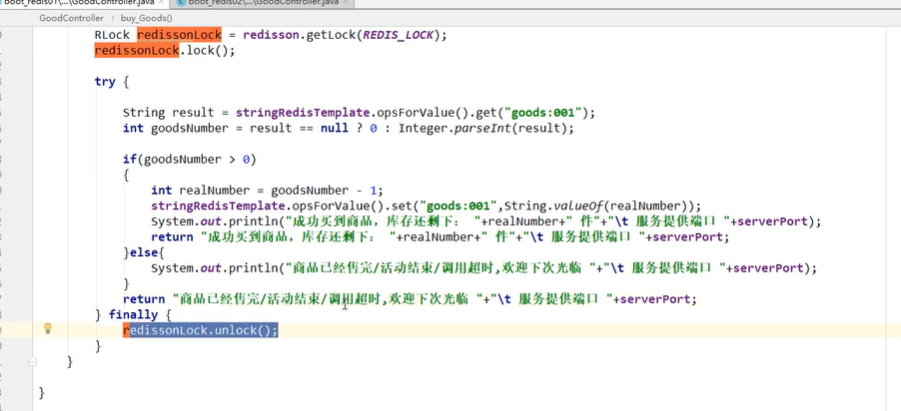 boot_redis01\...\GoodController.java × boot_redis02\...\GoodController.java ×
GoodController › buy_Goods()
RLock redissonLock = redisson.getLock(REDIS_LOCK);
redissonLock.lock();
try {
String result = stringRedisTemplate.opsForValue().get("goods:001");
int goodsNumber = result == null ? 0 : Integer.parseInt(result);
if(goodsNumber > 0)
{
int realNumber = goodsNumber - 1;
stringRedisTemplate.opsForValue().set("goods:001",String.valueOf(realNumber));
System.out.println("成功买到商品，库存还剩下： "+realNumber+" 件"+"\t 服务提供端口 "+serverPort);
return "成功买到商品，库存还剩下： "+realNumber+" 件"+"\t 服务提供端口 "+serverPort;
}else{
System.out.println("商品已经售完/活动结束/调用超时,欢迎下次光临 "+"\t 服务提供端口 "+serverPort);
}
return "商品已经售完/活动结束/调用超时,欢迎下次光临 "+"\t 服务提供端口 "+serverPort;
} finally {
redissonLock.unlock();
}
}
}